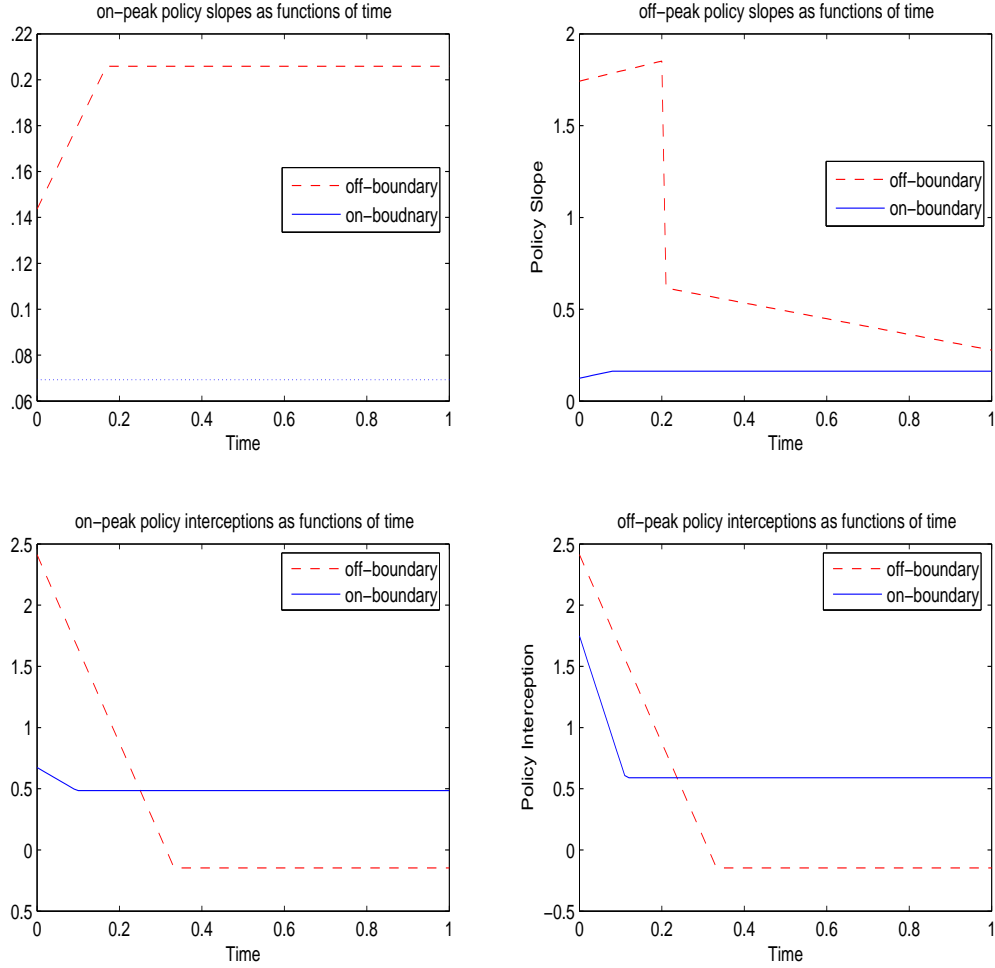 on-peak policy slopes as functions of time
.22
0.2
.18
.16
.14
.12
0.1
.08
.06
0 0.2 0.4 0.6 0.8 1
Time
off-boundary
on-boudnary
off-peak policy slopes as functions of time
2
1.5
1
0.5
0
0 0.2 0.4 0.6 0.8 1
Policy Slope
Time
off-boundary
on-boundary
on-peak policy interceptions as functions of time
2.5
2
1.5
1
0.5
0
0.5
0 0.2 0.4 0.6 0.8 1
Time
off-boundary
on-boundary
off-peak policy interceptions as functions of time
2.5
2
1.5
1
0.5
0
-0.5
0 0.2 0.4 0.6 0.8 1
Policy Interception
Time
off-boundary
on-boundary